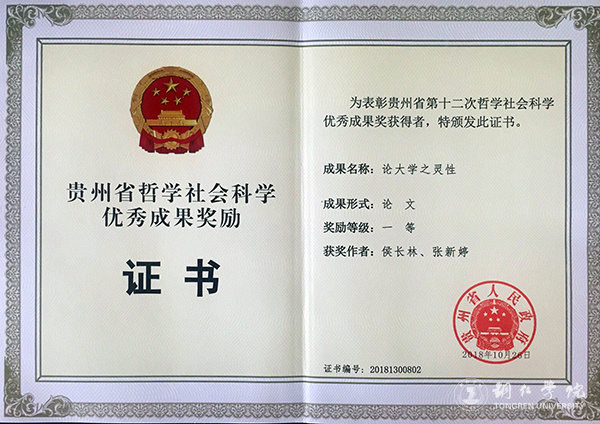 贵州省哲学社会科学
优秀成果奖励
证书
为表彰贵州省第十二次哲学社会科学
优秀成果奖获得者，特颁发此证书。
成果名称：论大学之灵性
成果形式：论 文
奖励等级：一 等
获奖作者：侯长林、张新婷
贵州省人民政府
2018年10月26日
证书编号：20181300802
铜仁学院
TONGREN UNIVERSITY